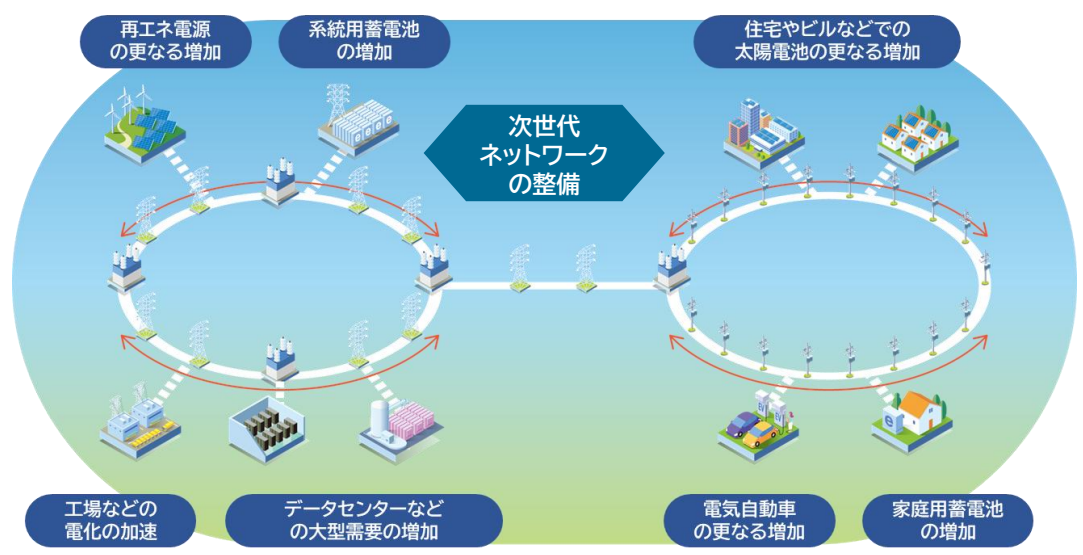 再エネ電源
の更なる増加
系統用蓄電池
の増加
住宅やビルなどでの
太陽電池の更なる増加
次世代
ネットワーク
の整備
工場などの
電化の加速
データセンターなど
の大型需要の増加
EV
EV
e
電気自動車
の更なる増加
家庭用蓄電池
の増加